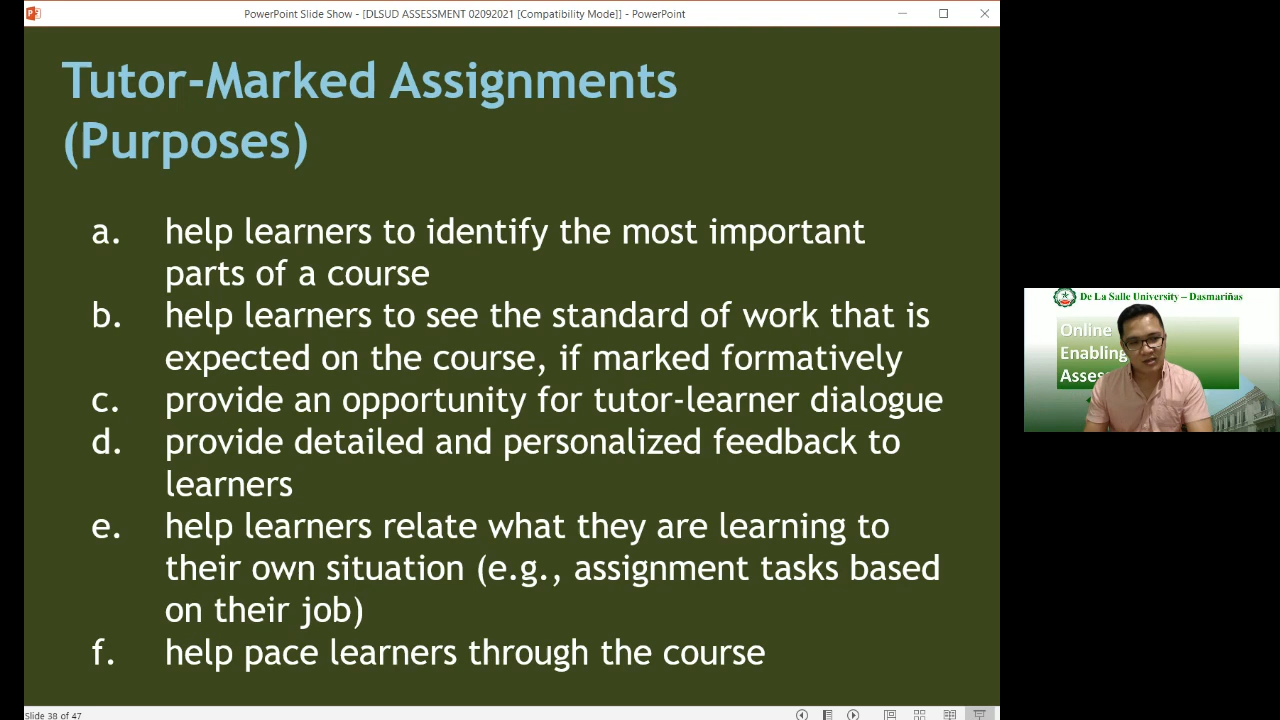 PowerPoint Slide Show - [DLSUD ASSESSMENT 02092021 [Compatibility Mode]] - PowerPoint
Tutor-Marked Assignments
(Purposes)
a. help learners to identify the most important
parts of a course
b. help learners to see the standard of work that is
expected on the course, if marked formatively
c. provide an opportunity for tutor-learner dialogue
d. provide detailed and personalized feedback to
learners
e. help learners relate what they are learning to
their own situation (e.g., assignment tasks based
on their job)
f. help pace learners through the course
Slide 38 of 47
De La Salle University – Dasmariñas
Online
Enabling